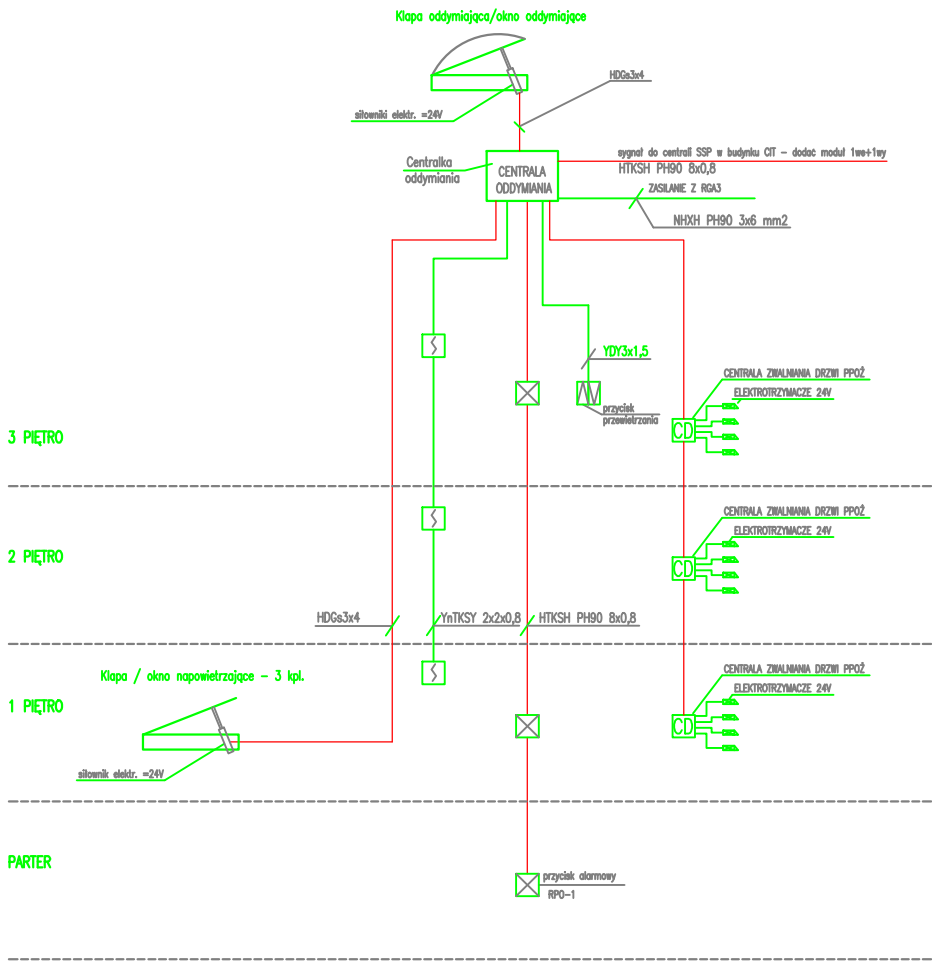 Klapa oddymiająca/okno oddymiające
HDGs3x4
siłowniki elektr. =24V
sygnał do centrali SSP w budynku CIT - dodać moduł 1we+1wy
HTKSH PH90 8x0,8
Centralka
oddymiania
CENTRALA
ODDYMIANIA
ZASILANIE Z RGA3
NHXH PH90 3x6 mm2
YDY3x1,5
przycisk
przewietrzania
CENTRALA ZWALNIANIA DRZWI PPOŻ
ELEKTROTRZYMACZE 24V
CD
3 PIĘTRO
CENTRALA ZWALNIANIA DRZWI PPOŻ
ELEKTROTRZYMACZE 24V
CD
2 PIĘTRO
HDGs3x4
YnTKSY 2x2x0,8
HTKSH PH90 8x0,8
Klapa / okno napowietrzające - 3 kpl.
CENTRALA ZWALNIANIA DRZWI PPOŻ
ELEKTROTRZYMACZE 24V
CD
1 PIĘTRO
siłownik elektr. =24V
PARTER
przycisk alarmowy
RPO-1